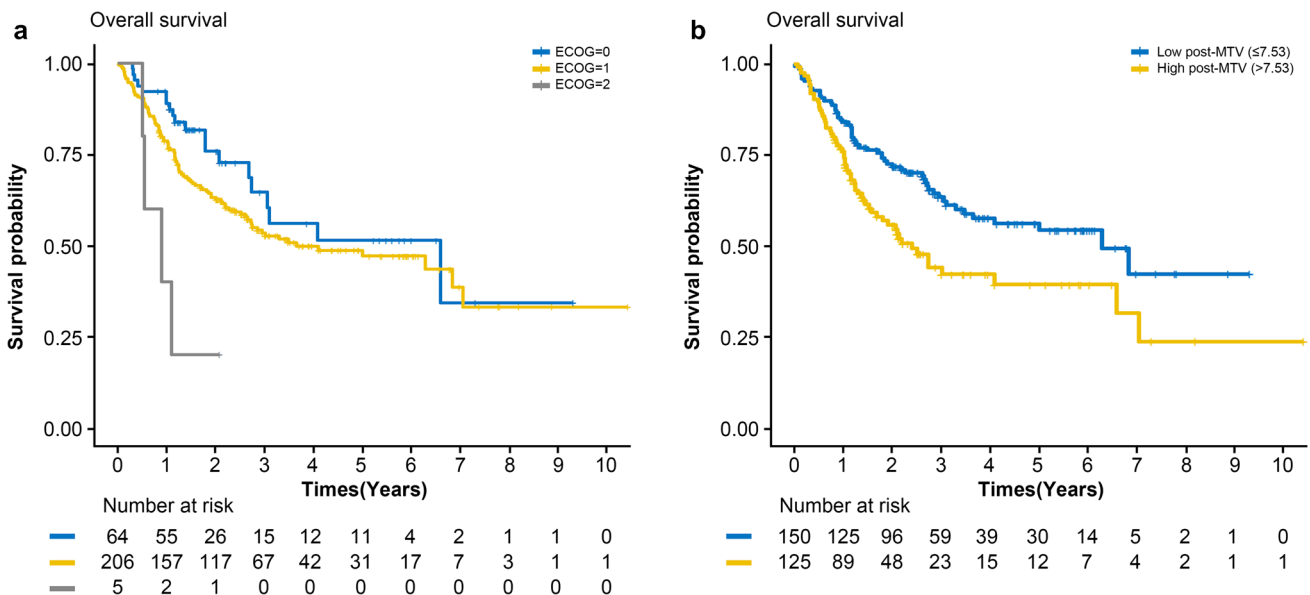 a
Overall survival
ECOG=0
ECOG=1
ECOG=2
Survival probability
1.00
0.75
0.50
0.25
0.00
0 1 2 3 4 5 6 7 8 9 10
Times(Years)
Number at risk
64 55 26 15 12 11 4 2 1 1 0
206 157 117 67 42 31 17 7 3 1 1
5 2 1 0 0 0 0 0 0 0 0
b
Overall survival
Low post-MTV (≤7.53)
High post-MTV (>7.53)
Survival probability
1.00
0.75
0.50
0.25
0.00
0 1 2 3 4 5 6 7 8 9 10
Times(Years)
Number at risk
150 125 96 59 39 30 14 5 2 1 0
125 89 48 23 15 12 7 4 2 1 1